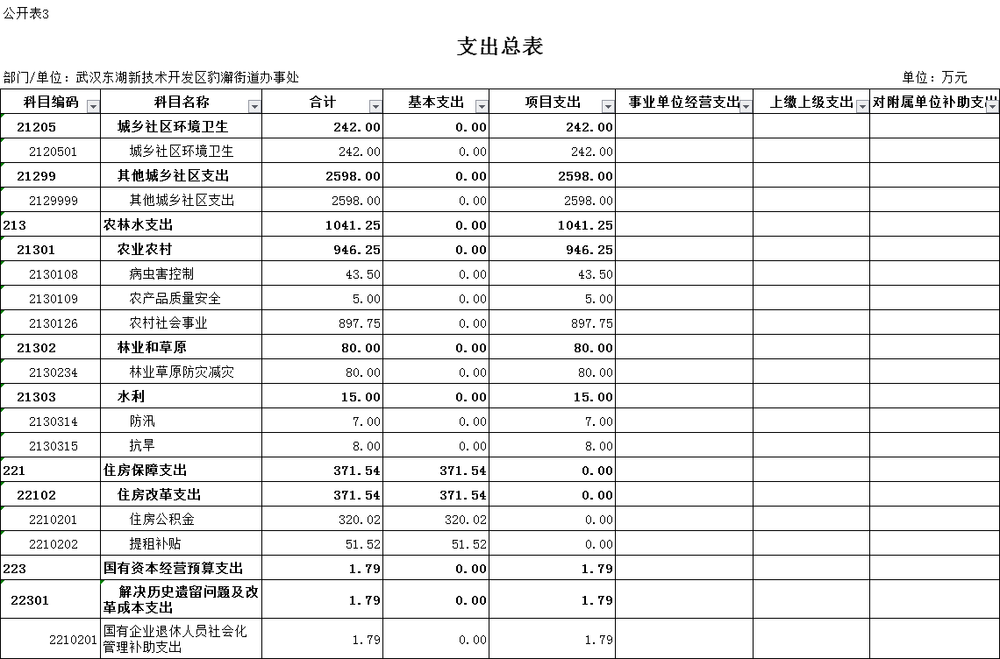 公开表3
支出总表
部门/单位：武汉东湖新技术开发区豹澥街道办事处 单位：万元
科目编码 科目名称 合计 基本支出 项目支出 事业单位经营支出 上缴上级支出 对附属单位补助支出
21205 城乡社区环境卫生 242.00 0.00 242.00
2120501 城乡社区环境卫生 242.00 0.00 242.00
21299 其他城乡社区支出 2598.00 0.00 2598.00
2129999 其他城乡社区支出 2598.00 0.00 2598.00
213 农林水支出 1041.25 0.00 1041.25
21301 农业农村 946.25 0.00 946.25
2130108 病虫害控制 43.50 0.00 43.50
2130109 农产品质量安全 5.00 0.00 5.00
2130126 农村社会事业 897.75 0.00 897.75
21302 林业和草原 80.00 0.00 80.00
2130234 林业草原防灾减灾 80.00 0.00 80.00
21303 水利 15.00 0.00 15.00
2130314 防汛 7.00 0.00 7.00
2130315 抗旱 8.00 0.00 8.00
221 住房保障支出 371.54 371.54 0.00
22102 住房改革支出 371.54 371.54 0.00
2210201 住房公积金 320.02 320.02 0.00
2210202 提租补贴 51.52 51.52 0.00
223 国有资本经营预算支出 1.79 0.00 1.79
22301 解决历史遗留问题及改
革成本支出 1.79 0.00 1.79
2210201 国有企业退休人员社会化
管理补助支出 1.79 0.00 1.79